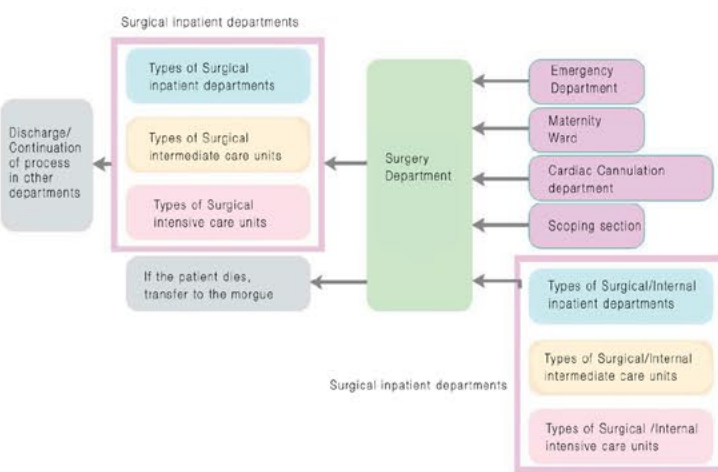 Surgical inpatient departments
Types of Surgical
inpatient departments
Types of Surgical
intermediate care units
Types of Surgical
intensive care units
Discharge/
Continuation
of process
in other
departments
If the patient dies,
transfer to the morgue
Surgery
Department
Emergency
Department
Maternity
Ward
Cardiac Cannulation
department
Scoping section
Types of Surgical/Internal
inpatient departments
Types of Surgical/Internal
intermediate care units
Types of Surgical /Internal
intensive care units
Surgical inpatient departments